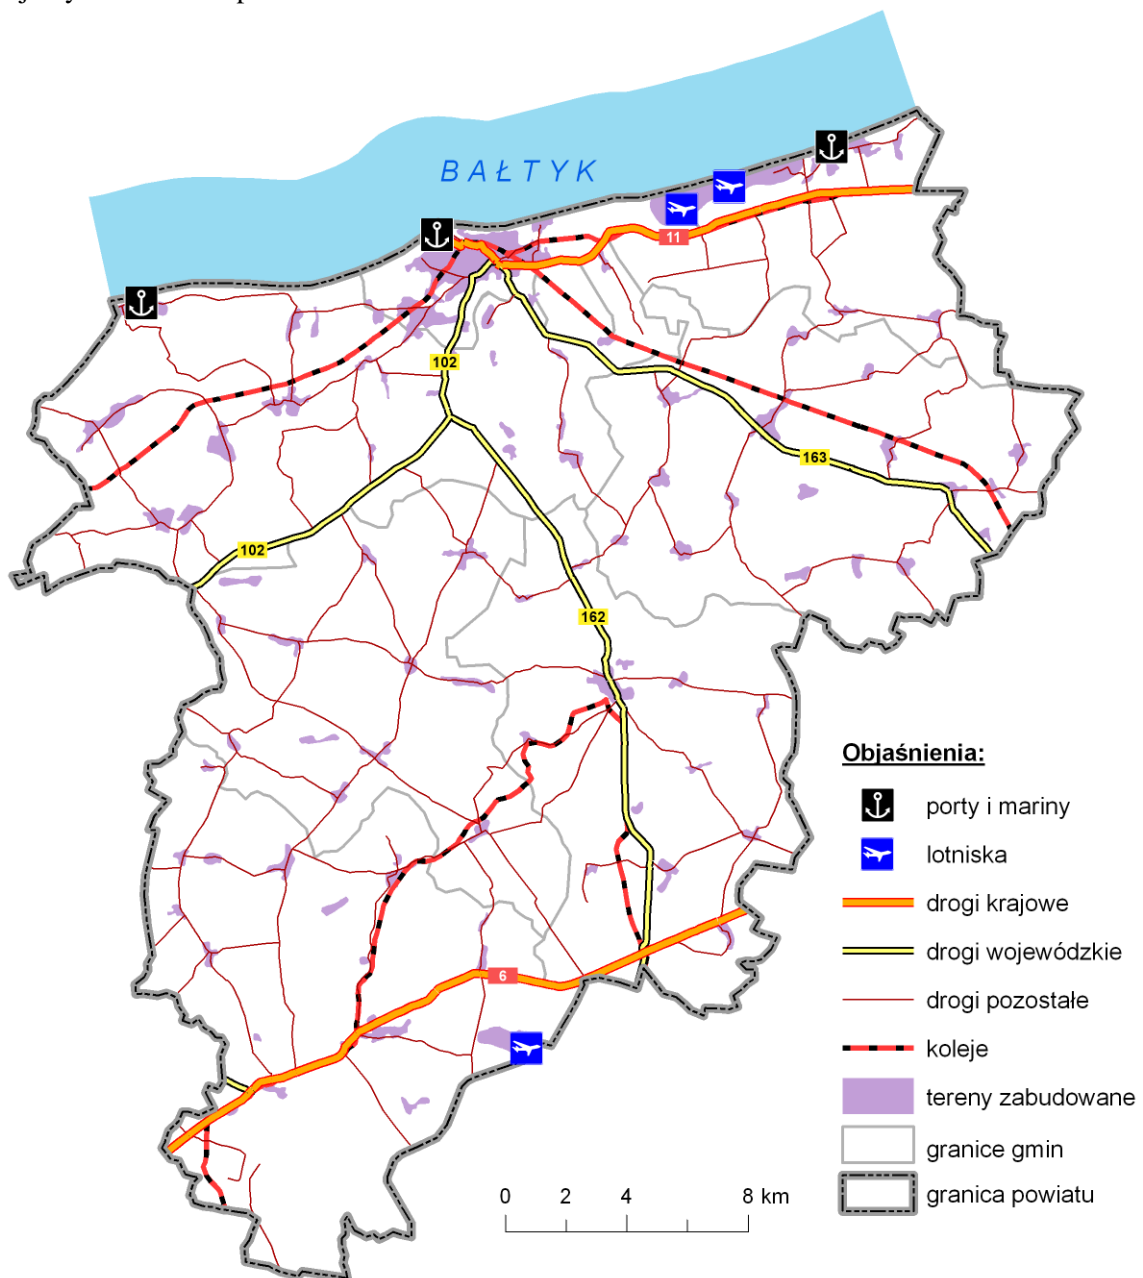 BAŁTYK
11
102
163
102
162
6
Objaśnienia:
porty i mariny
lotniska
drogi krajowe
drogi wojewódzkie
drogi pozostałe
koleje
tereny zabudowane
granice gmin
granica powiatu
0 2 4 8 km